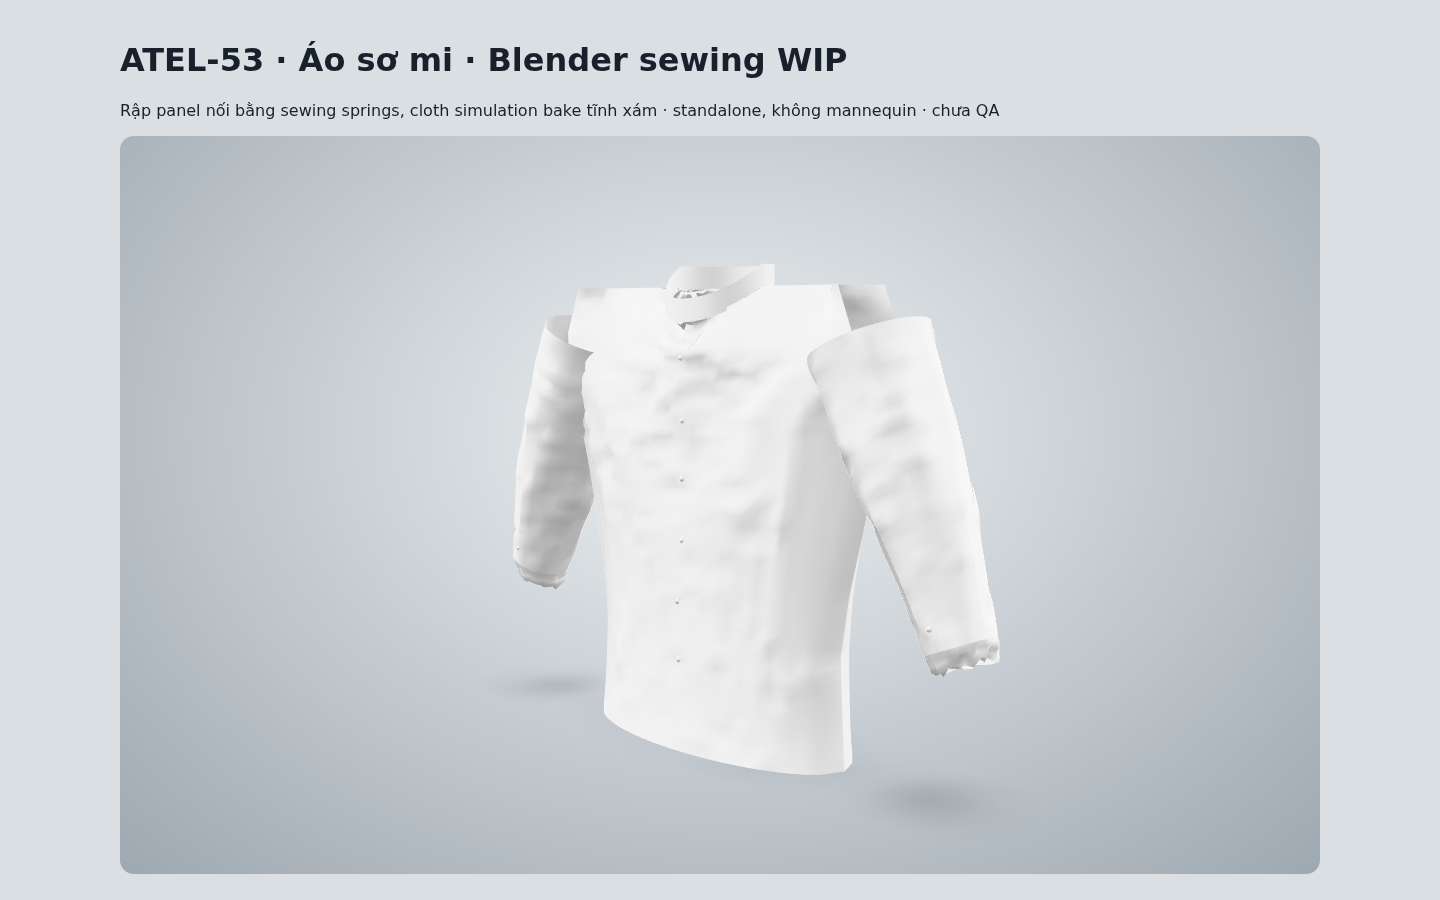 ATEL-53 · Áo sơ mi · Blender sewing WIP
Rập panel nối bằng sewing springs, cloth simulation bake tĩn xám · standalone, không mannequin · chưa QA